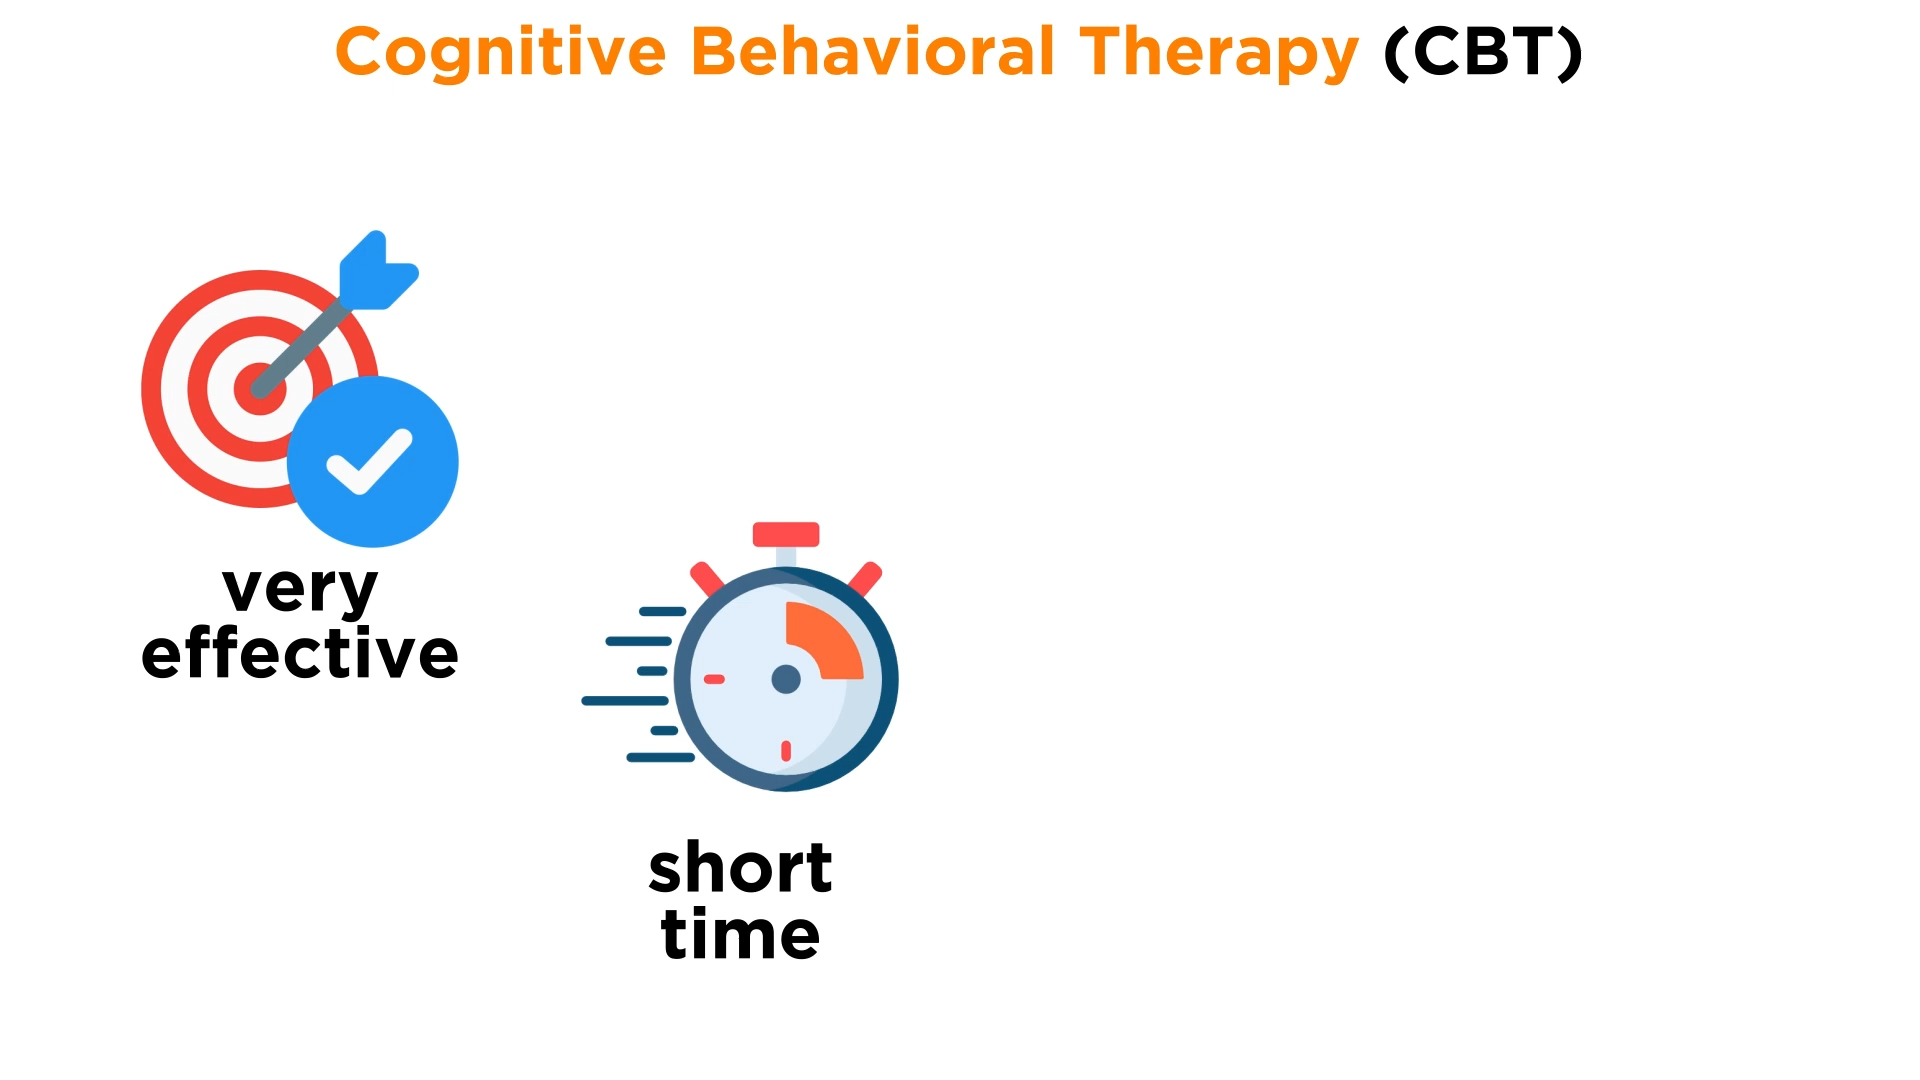 Cognitive Behavioral Therapy (CBT)
very
effective
short
time